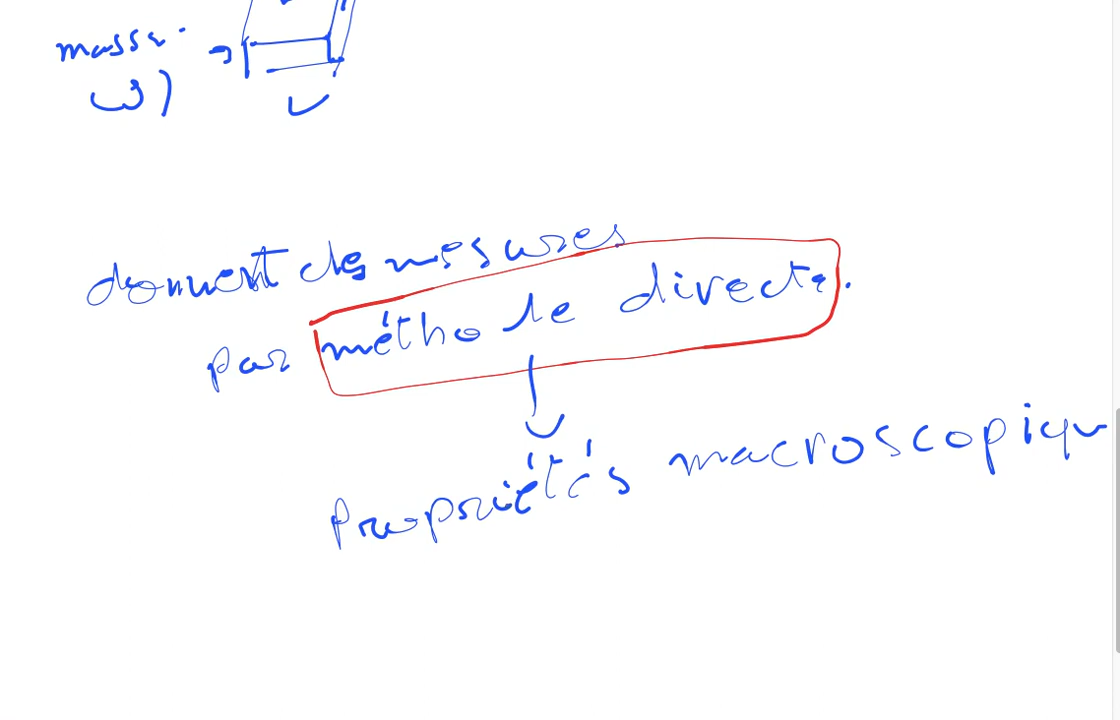 masse.
donnent des mesures
par méthode directe.
Propriétés macroscopiqu